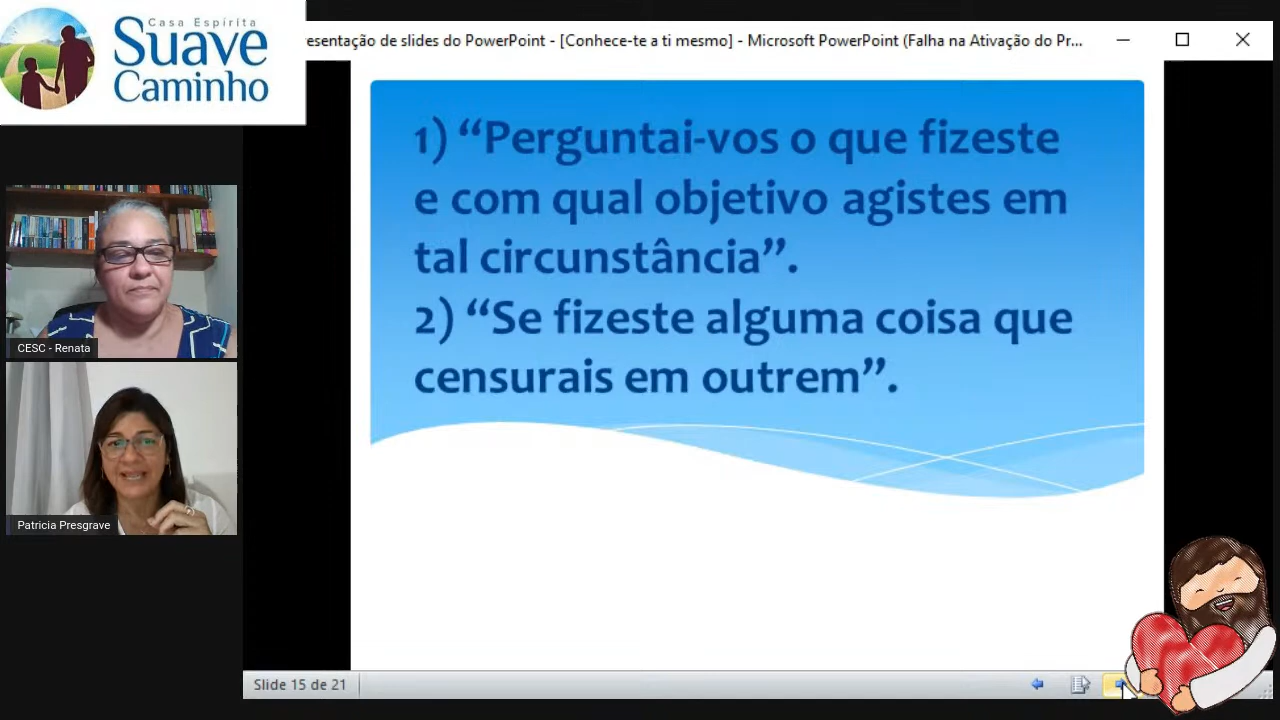 Casa Espírita
Suave
Caminho
resentação de slides do PowerPoint - [Conhece-te a ti mesmo] - Microsoft PowerPoint (Falha na Ativação do Pr...
1) “Perguntai-vos o que fizeste
e com qual objetivo agistes em
tal circunstância”.
2) “Se fizeste alguma coisa que
censurais em outrem”.
CESC - Renata
Patricia Presgrave
Slide 15 de 21